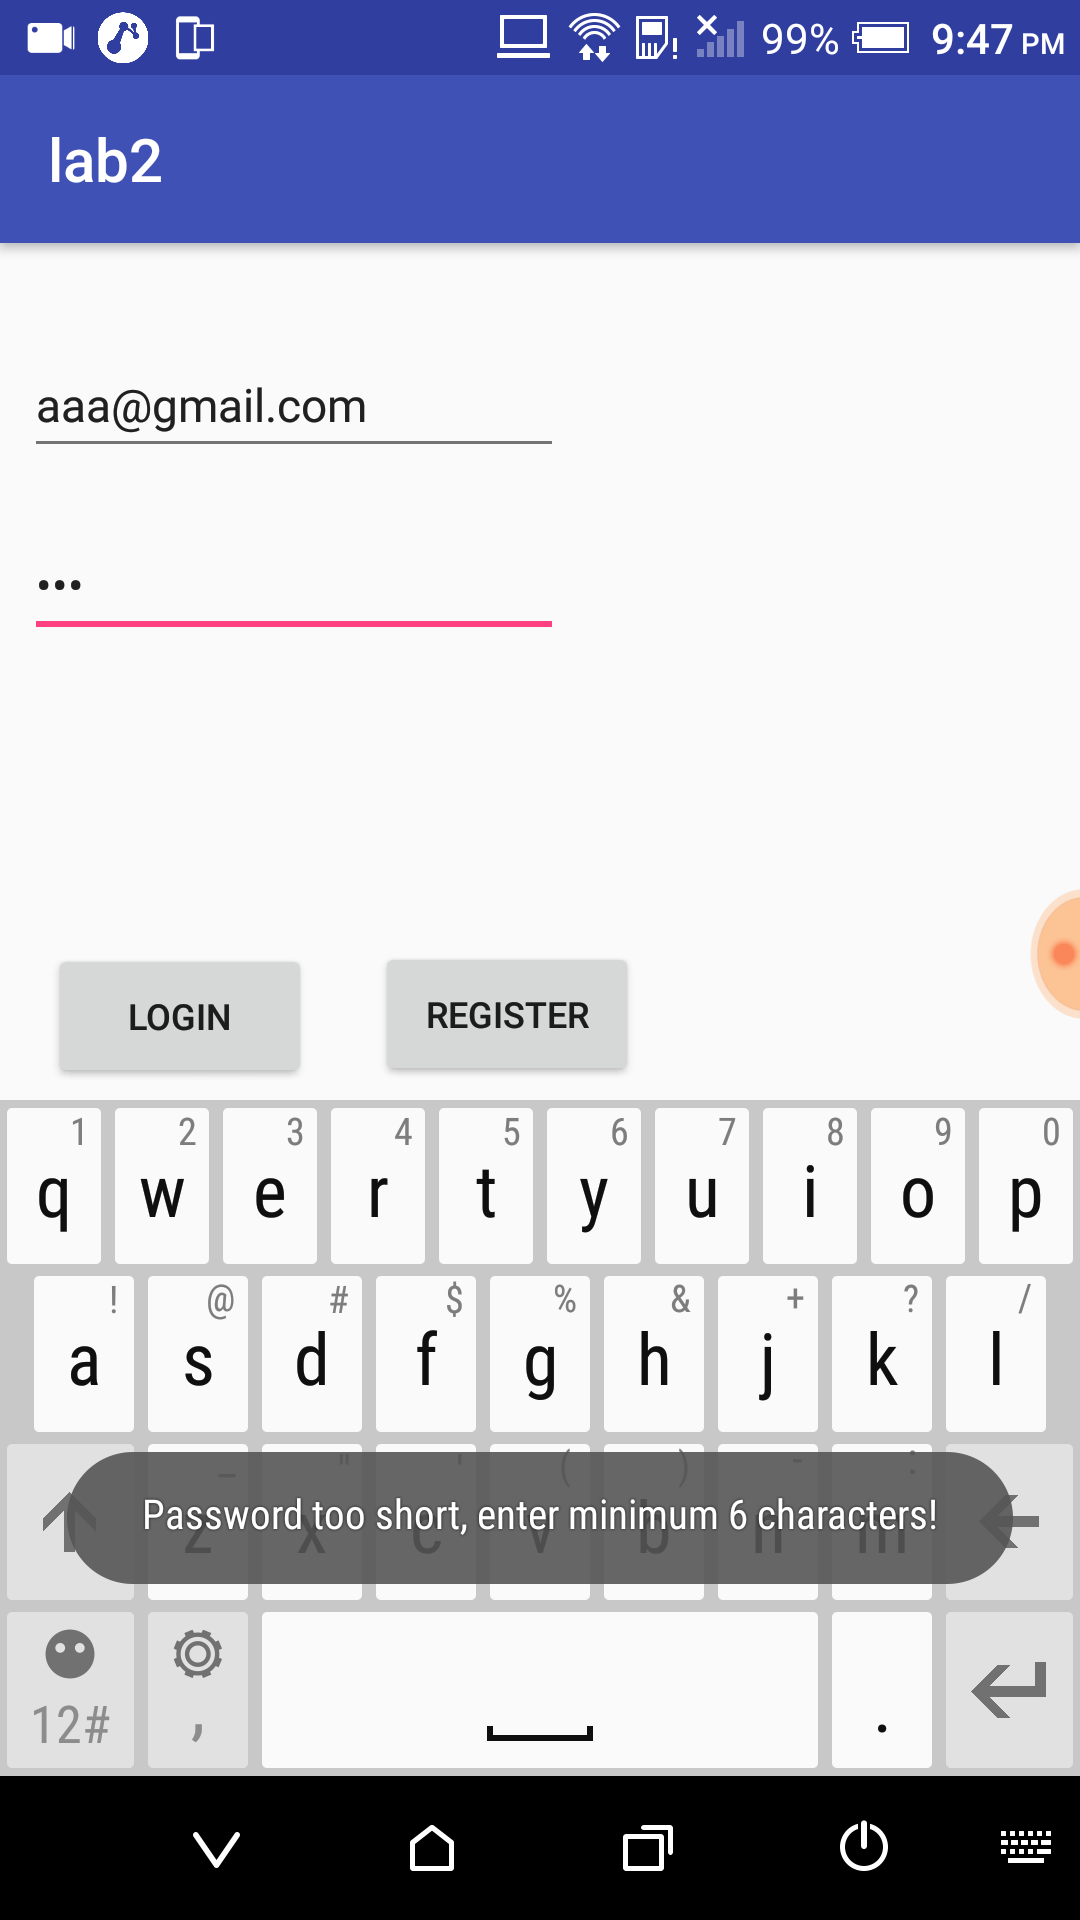 99% 9:47 PM
lab2
aaa@gmail.com
•••
LOGIN REGISTER
1 2 3 4 5 6 7 8 9 0
q w e r t y u i o p
! @ # $ % & + ? /
a s d f g h j k l
_ " ' ( ) - :
z x c v b n m
Password too short, enter minimum 6 characters!
12# , .